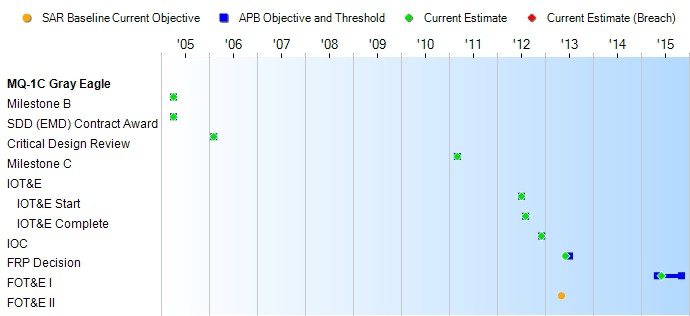 SAR Baseline Current Objective APB Objective and Threshold Current Estimate Current Estimate (Breach)
'05 '06 '07 '08 '09 '10 '11 '12 '13 '14 '15
MQ-1C Gray Eagle
Milestone B
SDD (EMD) Contract Award
Critical Design Review
Milestone C
IOT&E
IOT&E Start
IOT&E Complete
IOC
FRP Decision
FOT&E I
FOT&E II